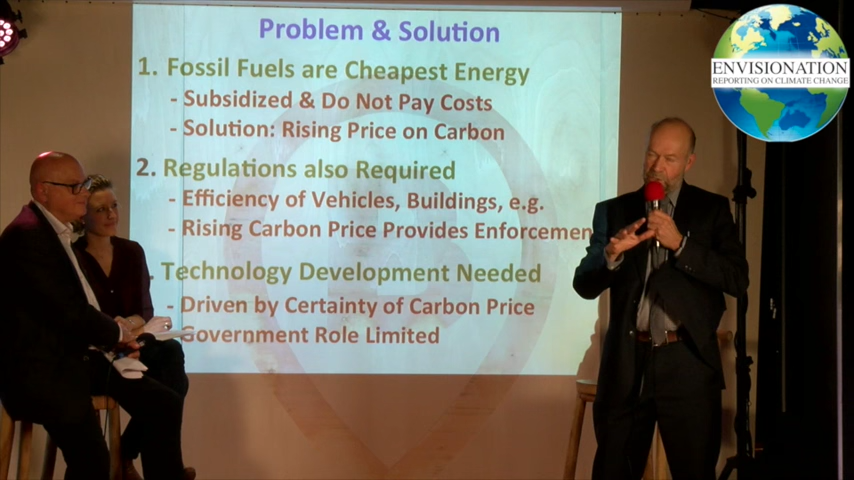 Problem & Solution
1. Fossil Fuels are Cheapest Energy
- Subsidized & Do Not Pay Costs
- Solution: Rising Price on Carbon
2. Regulations also Required
- Efficiency of Vehicles, Buildings, e.g.
- Rising Carbon Price Provides Enforcemen
. Technology Development Needed
- Driven by Certainty of Carbon Price
Government Role Limited
ENVISIONATION
REPORTING ON CLIMATE CHANGE